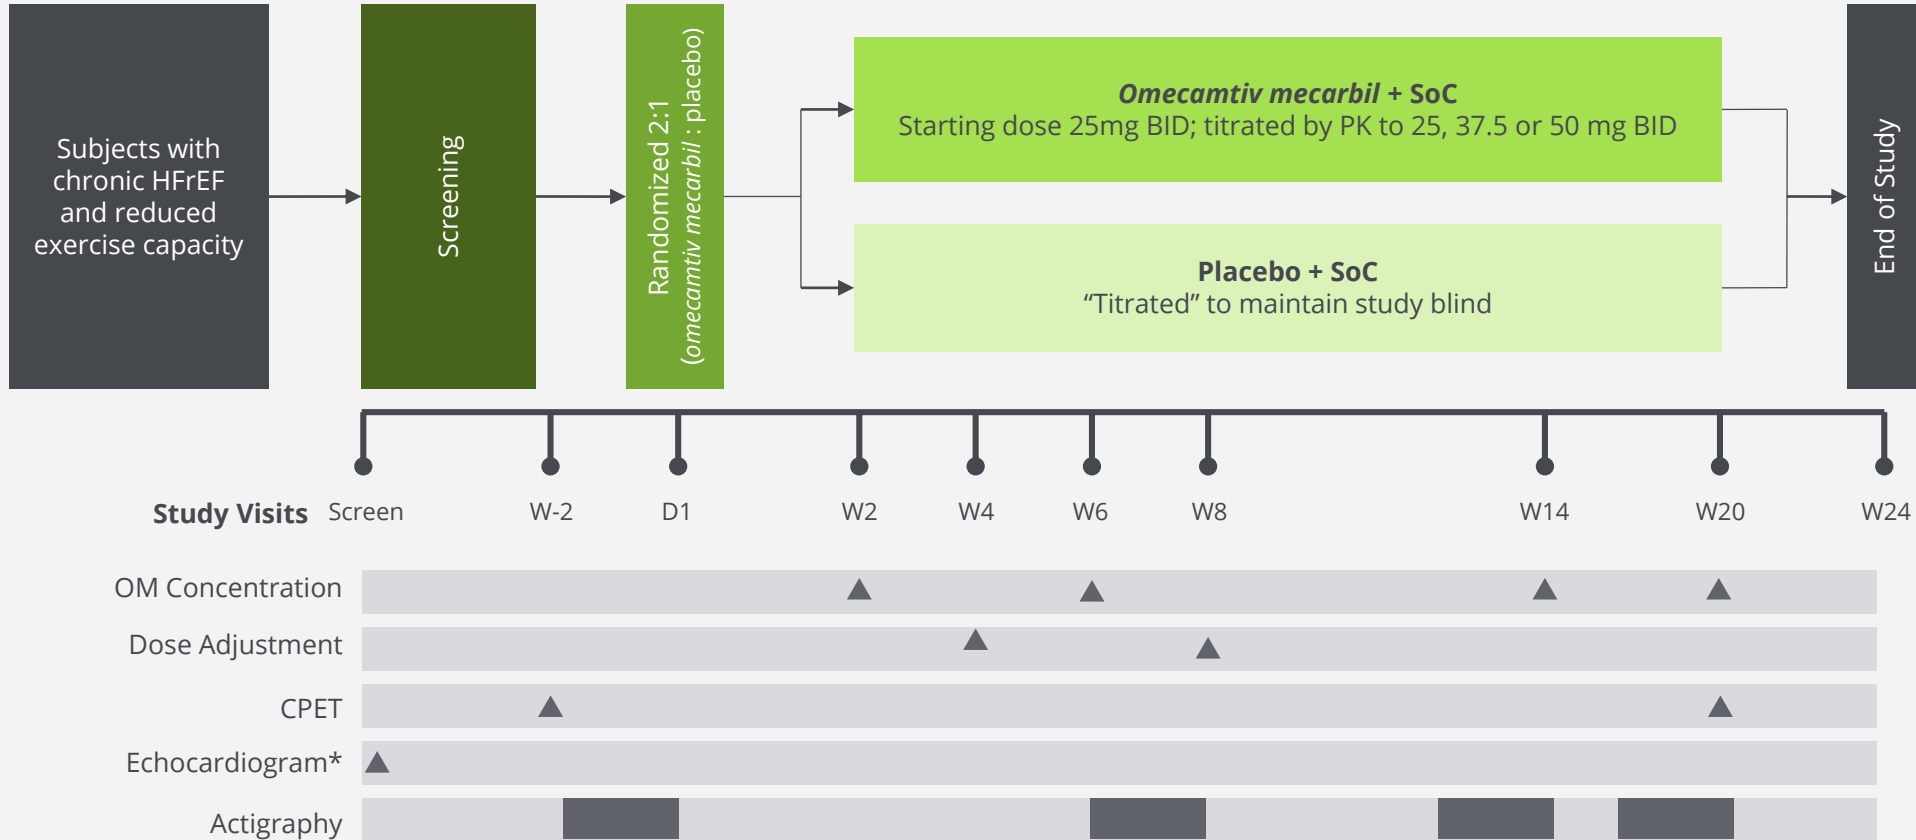 Subjects with
chronic HFrEF
and reduced
exercise capacity
Screening
Randomized 2:1
(omecamtiv mecarbil : placebo)
Omecamtiv mecarbil + SoC
Starting dose 25mg BID; titrated by PK to 25, 37.5 or 50 mg BID
Placebo + SoC
“Titrated” to maintain study blind
End of Study
Study Visits Screen W-2 D1 W2 W4 W6 W8 W14 W20 W24
OM Concentration
Dose Adjustment
CPET
Echocardiogram*
Actigraphy